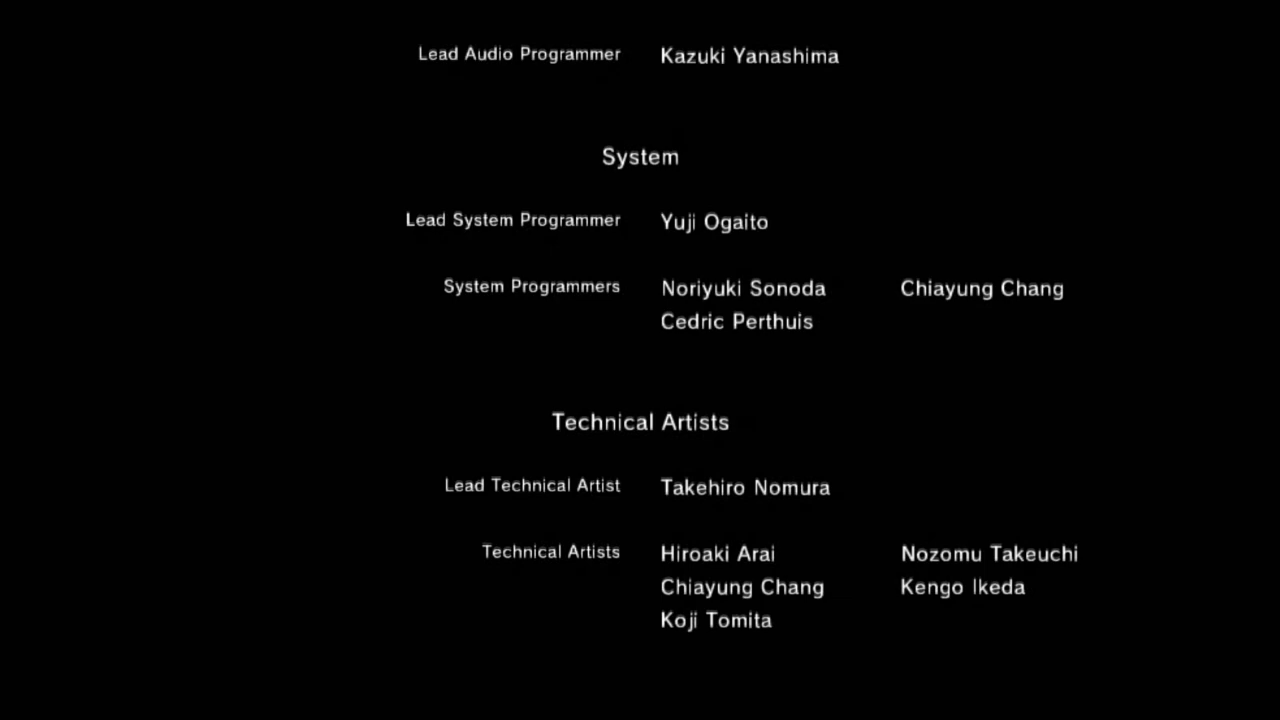 Lead Audio Programmer Kazuki Yanashima
System
Lead System Programmer Yuji Ogaito
System Programmers Noriyuki Sonoda Chiayung Chang
Cedric Perthuis
Technical Artists
Lead Technical Artist Takehiro Nomura
Technical Artists Hiroaki Arai Nozomu Takeuchi
Chiayung Chang Kengo Ikeda
Koji Tomita